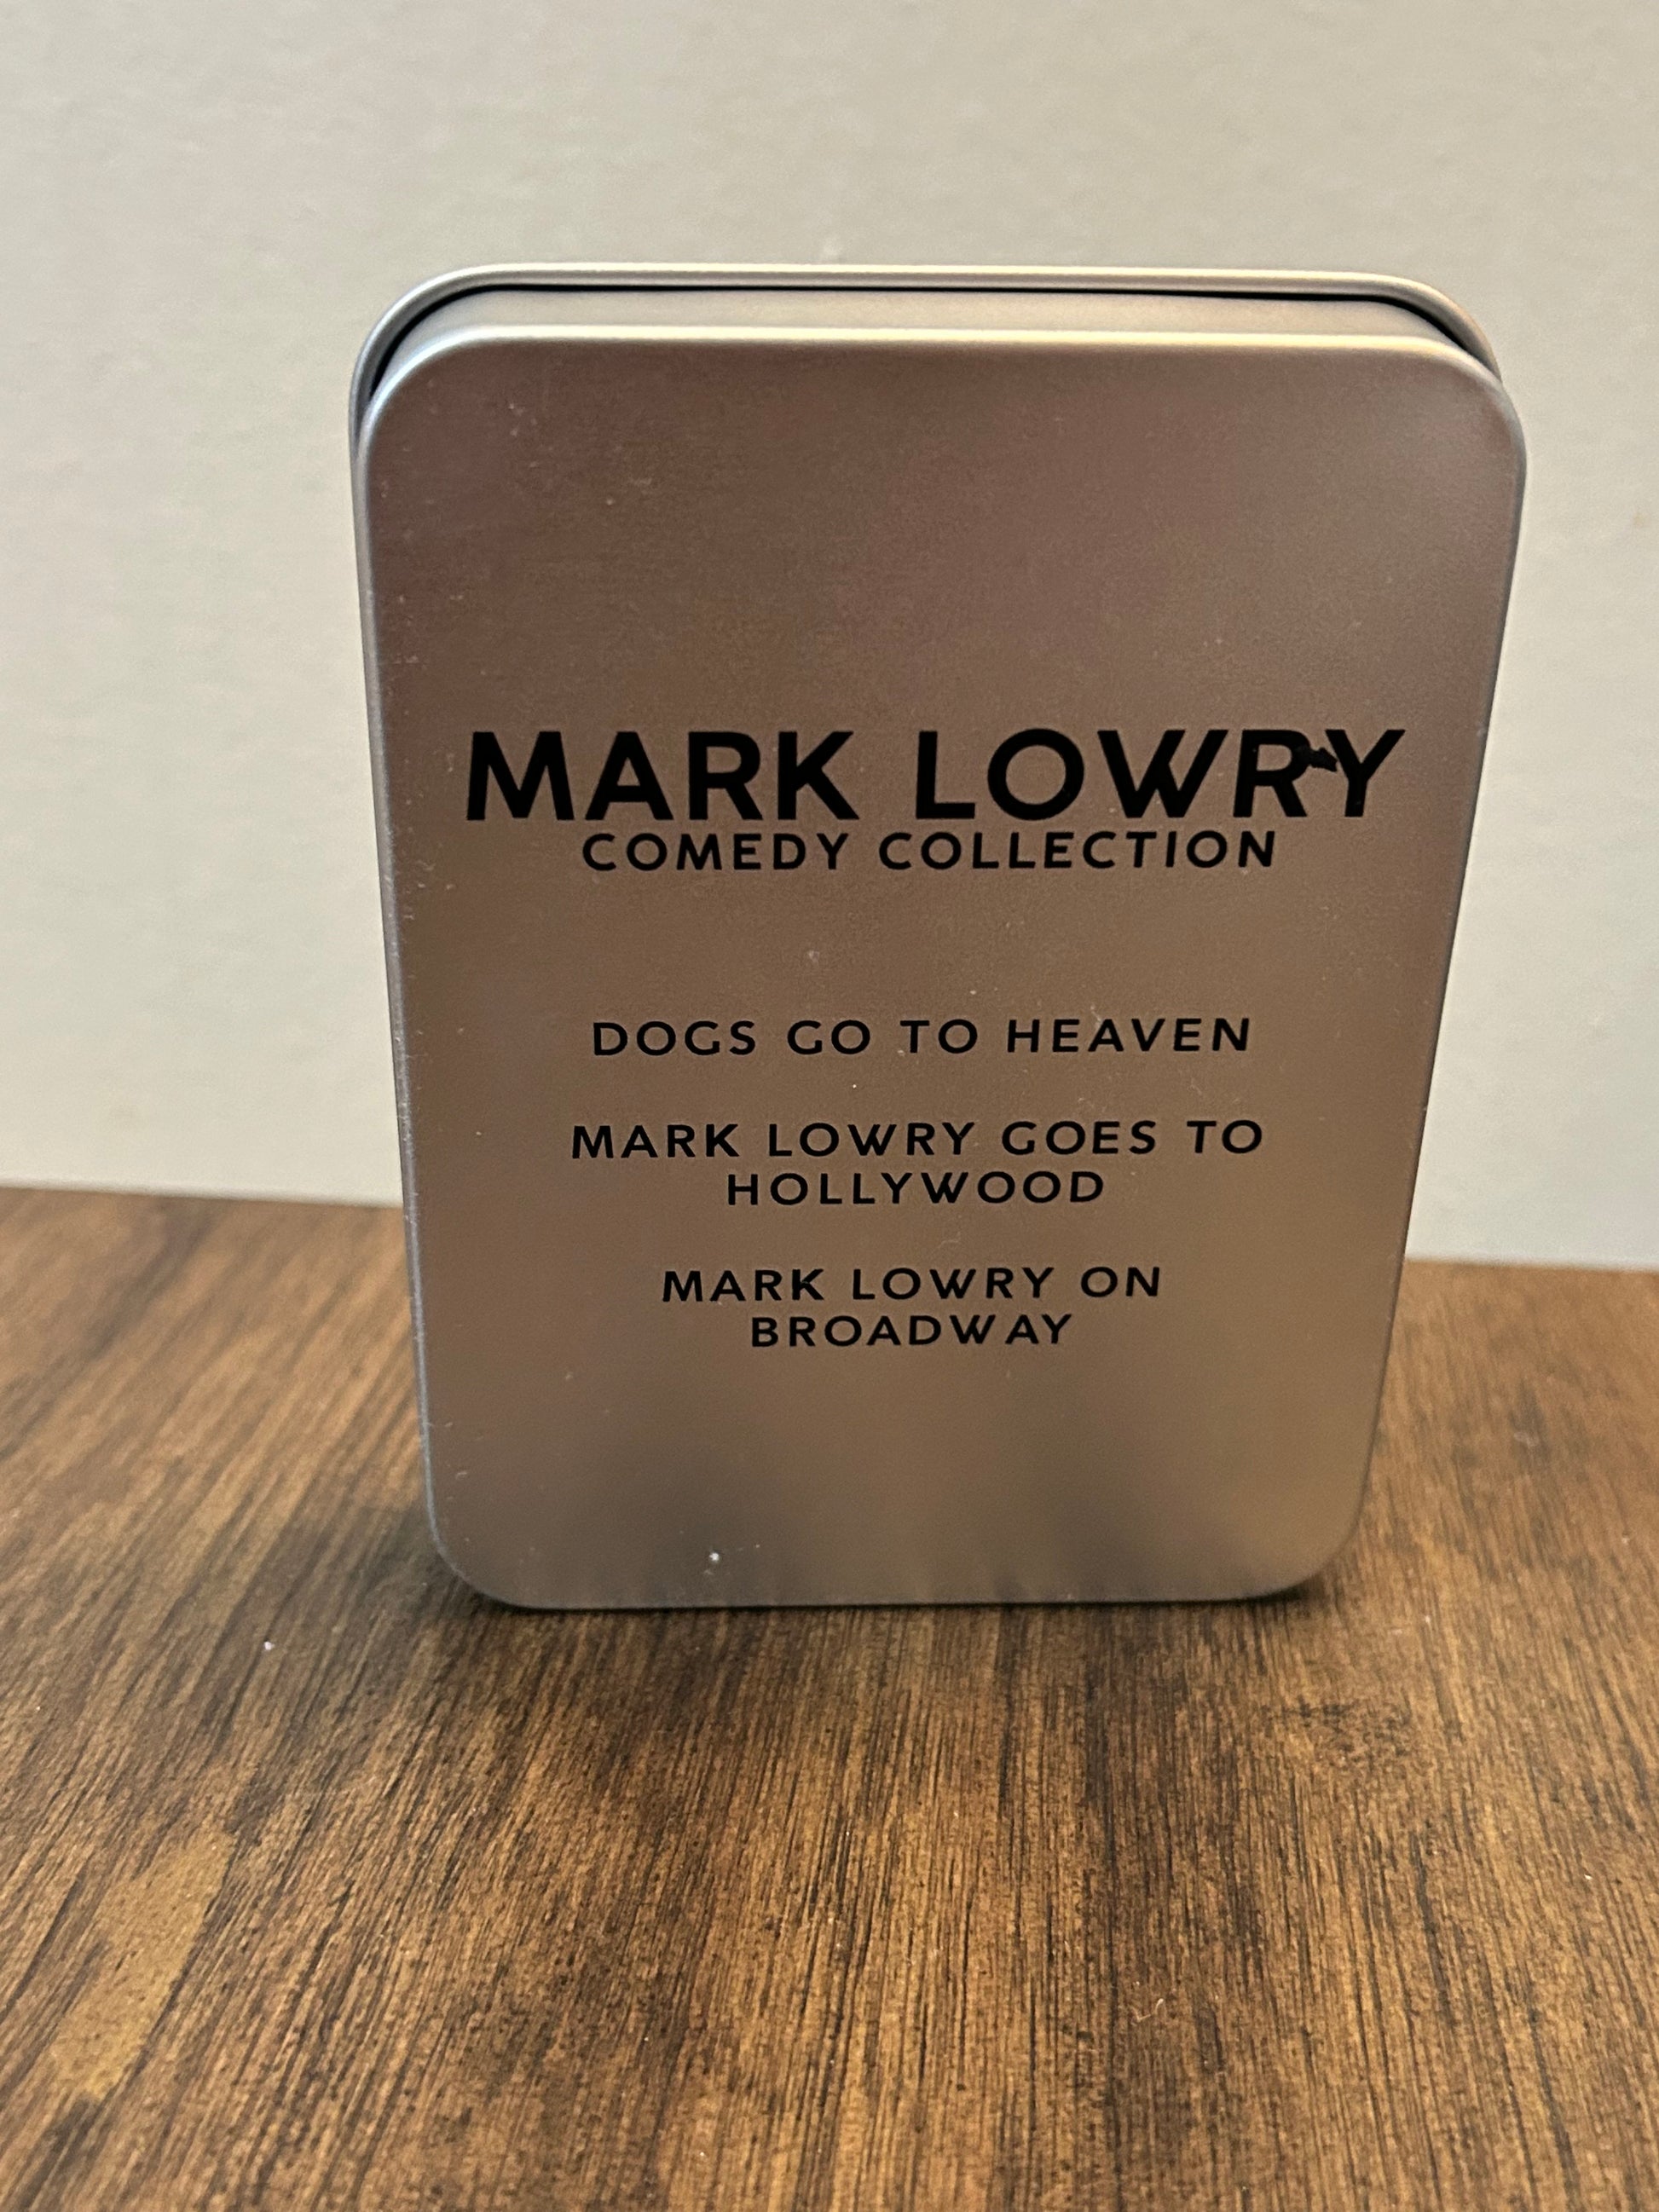 MARK LOWRY
COMEDY COLLECTION
DOGS GO TO HEAVEN
MARK LOWRY GOES TO
HOLLYWOOD
MARK LOWRY ON
BROADWAY